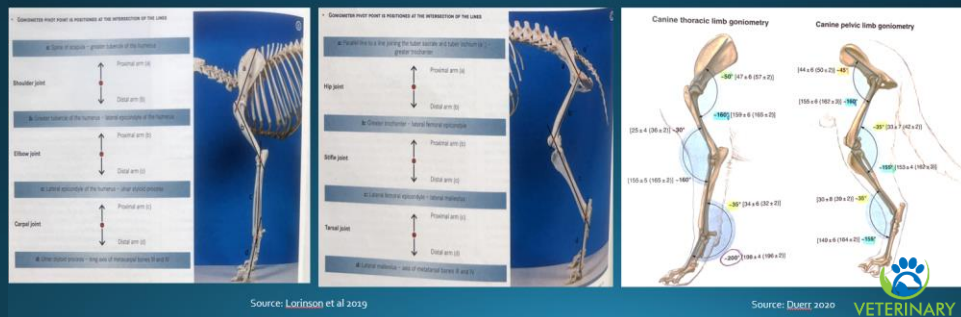 • GONIOMETER PIVOT POINT IS POSITIONED AT THE INTERSECTION OF THE LINES
a: Spine of scapula – greater tubercle of the humerus
Shoulder joint
Proximal arm (a)
Distal arm (b)
b: Greater tubercle of the humerus – lateral epicondyle of the humerus
Elbow joint
Proximal arm (b)
Distal arm (c)
c: Lateral epicondyle of the humerus – ulnar styloid process
Carpal joint
Proximal arm (c)
Distal arm (d)
d: Ulnar styloid process – long axis of metacarpal bones III and IV
• GONIOMETER PIVOT POINT IS POSITIONED AT THE INTERSECTION OF THE LINES
a: Parallel line to a line joining the tuber sacrale and tuber
greater trochanter
Hip joint
Proximal arm (a)
Distal arm (b)
b: Greater trochanter – lateral femoral epicondyle
Stifle joint
Proximal arm (b)
Distal arm (c)
c: Lateral femoral epicondyle – lateral malleolus
Tarsal joint
Proximal arm (c)
Distal arm (d)
d: Lateral malleolus – axis of metatarsal bones III and IV
Source: Lorinson et al 2019
Canine thoracic limb goniometry
~50° [47 ± 6 (57 ± 2)]
~160° [159 ± 6 (165 ± 2)]
[25 ± 4 (36 ± 2)] ~30°
[155 ± 5 (165 ± 2)] ~160°
~35° [34 ± 6 (32 ± 2)]
~200° [196 ± 4 (196 ± 2)]
Canine pelvic limb goniometry
[44 ± 6 (50 ± 2)] ~45°
[155 ± 6 (162 ± 3)] ~160°
~35° [33 ± 7 (42 ± 2)]
~155° [153 ± 4 (162 ± 3)]
[30 ± 8 (39 ± 2)] ~35°
[149 ± 6 (164 ± 2)] ~155°
Source: Duerr 2020
VETERINARY